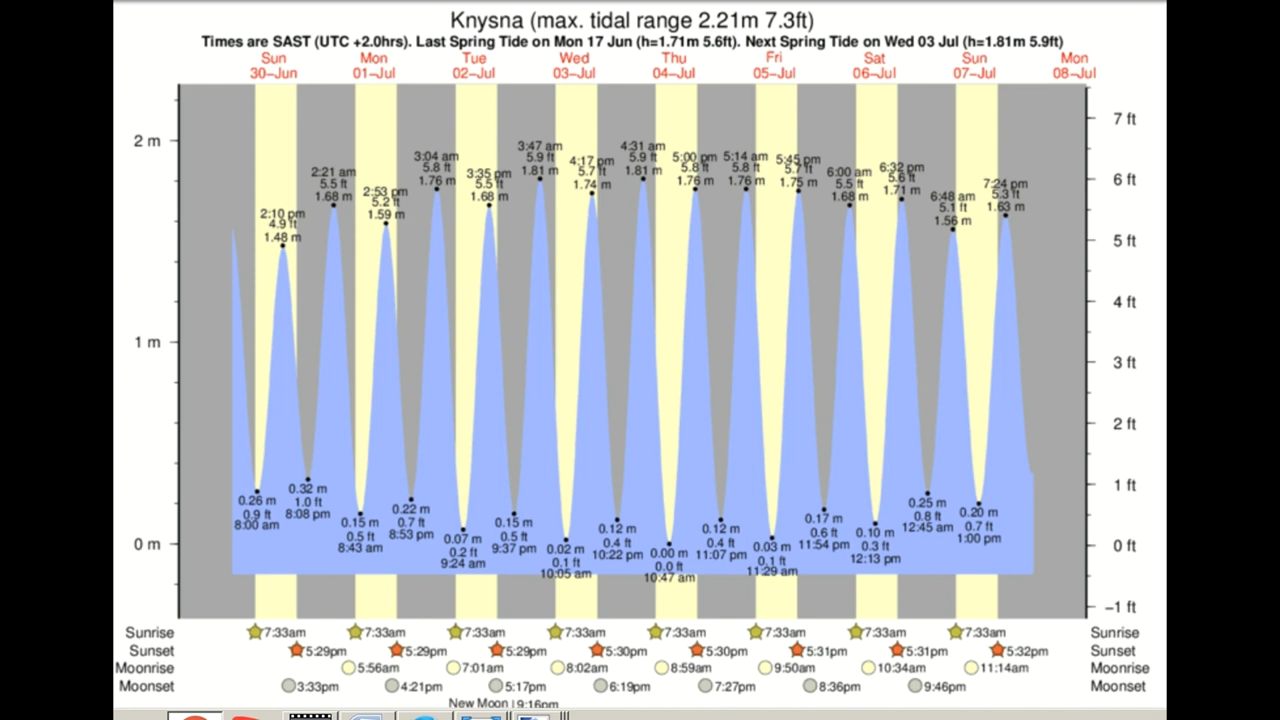 Knysna (max. tidal range 2.21m 7.3ft)
Times are SAST (UTC +2.0hrs). Last Spring Tide on Mon 17 Jun (h=1.71m 5.6ft). Next Spring Tide on Wed 03 Jul (h=1.81m 5.9ft)
Sun Mon Tue Wed Thu Fri Sat Sun Mon
30–Jun 01–Jul 02–Jul 03–Jul 04–Jul 05–Jul 06–Jul 07–Jul 08–Jul
2 m
1 m
0 m
7 ft
6 ft
5 ft
4 ft
3 ft
2 ft
1 ft
0 ft
−1 ft
2:10 pm
4.9 ft
1.48 m
2:21 am
5.5 ft
1.68 m
2:53 pm
5.2 ft
1.59 m
3:04 am
5.8 ft
1.76 m
3:35 pm
5.5 ft
1.68 m
3:47 am
5.9 ft
1.81 m
4:17 pm
5.7 ft
1.74 m
4:31 am
5.9 ft
1.81 m
5:00 pm
5.8 ft
1.76 m
5:14 am
5.8 ft
1.76 m
5:45 pm
5.7 ft
1.75 m
6:00 am
5.5 ft
1.68 m
6:32 pm
5.6 ft
1.71 m
6:48 am
5.1 ft
1.56 m
7:24 pm
5.3 ft
1.63 m
0.26 m
0.9 ft
8:00 am
0.32 m
1.0 ft
8:08 pm
0.15 m
0.5 ft
8:43 am
0.22 m
0.7 ft
8:53 pm
0.07 m
0.2 ft
9:24 am
0.15 m
0.5 ft
9:37 pm
0.02 m
0.1 ft
10:05 am
0.12 m
0.4 ft
10:22 pm
0.00 m
0.0 ft
10:47 am
0.12 m
0.4 ft
11:07 pm
0.03 m
0.1 ft
11:29 am
0.17 m
0.6 ft
11:54 pm
0.10 m
0.3 ft
12:13 pm
0.25 m
0.8 ft
12:45 am
0.20 m
0.7 ft
1:00 pm
Sunrise 7:33am 7:33am 7:33am 7:33am 7:33am 7:33am 7:33am 7:33am Sunrise
Sunset 5:29pm 5:29pm 5:29pm 5:30pm 5:30pm 5:31pm 5:31pm 5:32pm Sunset
Moonrise 5:56am 7:01am 8:02am 8:59am 9:50am 10:34am 11:14am Moonrise
Moonset 3:33pm 4:21pm 5:17pm 6:19pm 7:27pm 8:36pm 9:46pm Moonset
New Moon | 9:16pm